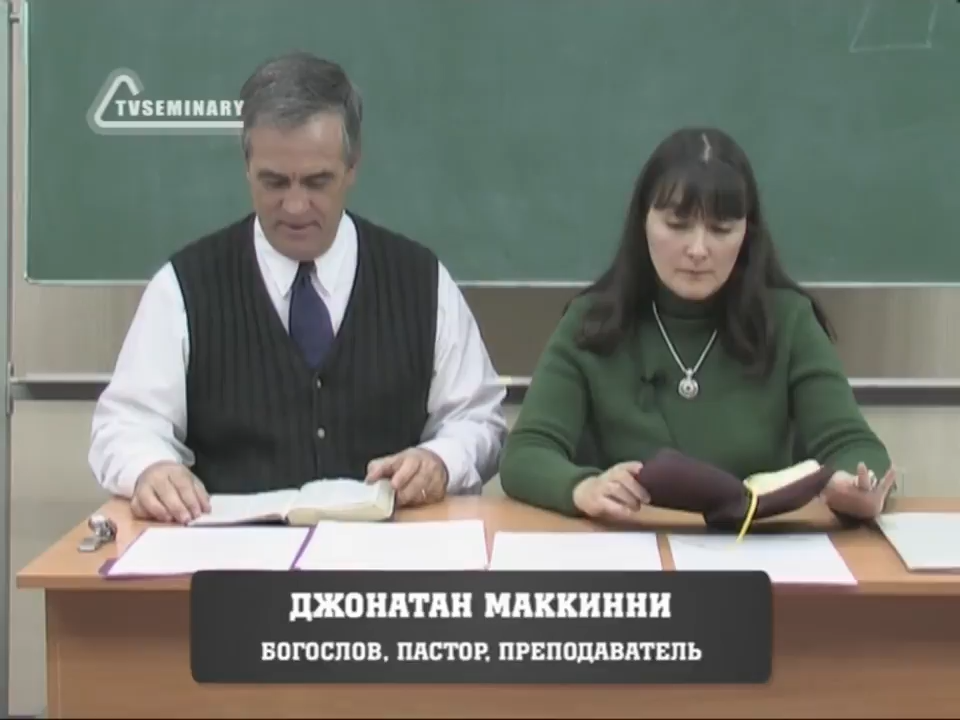 TVSEMINARY
ДЖОНАТАН МАККИННИ
БОГОСЛОВ, ПАСТОР, ПРЕПОДАВАТЕЛЬ